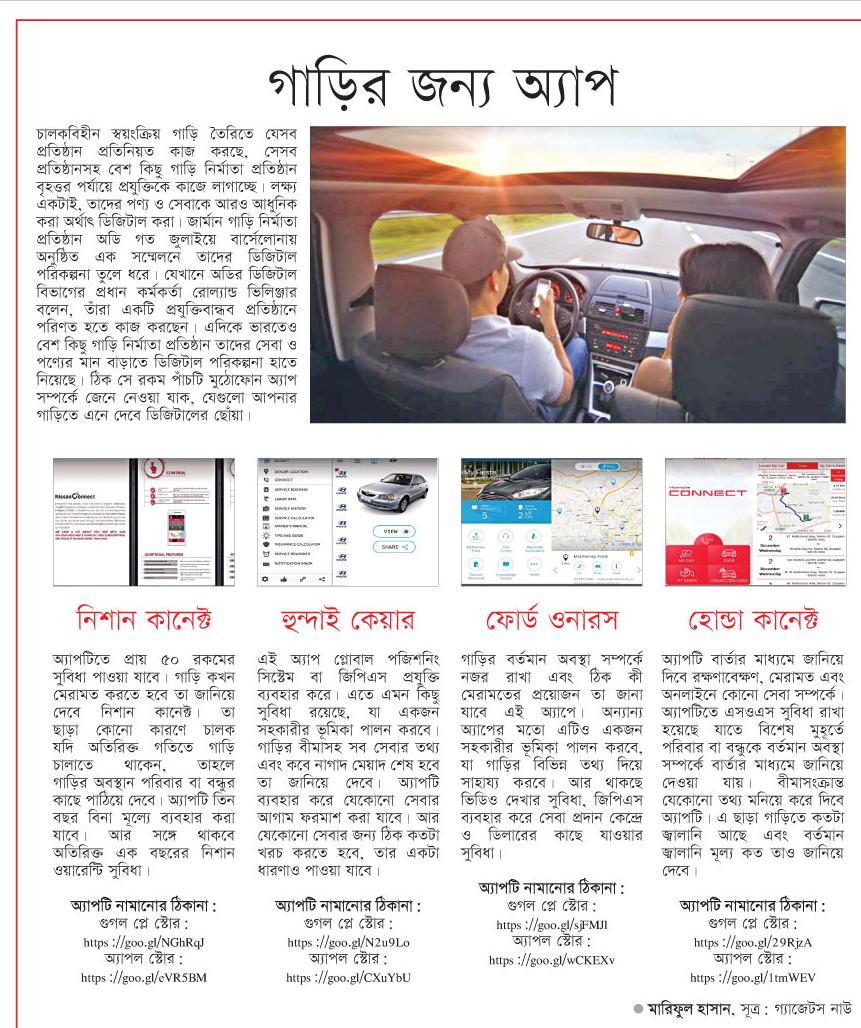 গাড়ির জন্য অ্যাপ
চালকবিহীন স্বয়ংক্রিয় গাড়ি তৈরিতে যেসব
প্রতিষ্ঠান প্রতিনিয়ত কাজ করছে, সেসব
প্রতিষ্ঠানসহ বেশ কিছু গাড়ি নির্মাতা প্রতিষ্ঠান
বৃহত্তর পর্যায়ে প্রযুক্তিকে কাজে লাগাচ্ছে। লক্ষ্য
একটাই, তাদের পণ্য ও সেবাকে আরও আধুনিক
করা অর্থাৎ ডিজিটাল করা। জার্মান গাড়ি নির্মাতা
প্রতিষ্ঠান অডি গত জুলাইয়ে বার্সেলোনায়
অনুষ্ঠিত এক সম্মেলনে তাদের ডিজিটাল
পরিকল্পনা তুলে ধরে। যেখানে অডির ডিজিটাল
বিভাগের প্রধান কর্মকর্তা রোল্যান্ড ভিলিঞ্জার
বলেন, তাঁরা একটি প্রযুক্তিবান্ধব প্রতিষ্ঠানে
পরিণত হতে কাজ করছেন। এদিকে ভারতেও
বেশ কিছু গাড়ি নির্মাতা প্রতিষ্ঠান তাদের সেবা ও
পণ্যের মান বাড়াতে ডিজিটাল পরিকল্পনা হাতে
নিয়েছে। ঠিক সে রকম পাঁচটি মুঠোফোন অ্যাপ
সম্পর্কে জেনে নেওয়া যাক, যেগুলো আপনার
গাড়িতে এনে দেবে ডিজিটালের ছোঁয়া।
NissanConnect
CONTROL
ADDITIONAL FEATURES
DEALER LOCATION
CONNECT
SERVICE BOOKING
LABOR RATE
SERVICE HISTORY
SERVICE CALCULATOR
OWNER'S MANUAL
TIPS AND GUIDE
INSURANCE CALCULATOR
SERVICE REMINDER
NOTIFICATION INBOX
VIEW
SHARE
My Fiesta
5
2
Monterrey Ford
Honda
CONNECT
MY CAR
CARS
MY STOPS
CONNECTED CARS
2
December
Wednesday
2
December
Wednesday
নিশান কানেক্ট
অ্যাপটিতে প্রায় ৫০ রকমের
সুবিধা পাওয়া যাবে। গাড়ি কখন
মেরামত করতে হবে তা জানিয়ে
দেবে নিশান কানেক্ট। তা
ছাড়া কোনো কারণে চালক
যদি অতিরিক্ত গতিতে গাড়ি
চালাতে থাকেন, তাহলে
গাড়ির অবস্থান পরিবার বা বন্ধুর
কাছে পাঠিয়ে দেবে। অ্যাপটি তিন
বছর বিনা মূল্যে ব্যবহার করা
যাবে। আর সঙ্গে থাকবে
অতিরিক্ত এক বছরের নিশান
ওয়ারেন্টি সুবিধা।
অ্যাপটি নামানোর ঠিকানা :
গুগল প্লে স্টোর :
https ://goo.gl/NGhRqJ
অ্যাপল স্টোর :
https ://goo.gl/eVR5BM
হুন্দাই কেয়ার
এই অ্যাপ গ্লোবাল পজিশনিং
সিস্টেম বা জিপিএস প্রযুক্তি
ব্যবহার করে। এতে এমন কিছু
সুবিধা রয়েছে, যা একজন
সহকারীর ভূমিকা পালন করবে।
গাড়ির বীমাসহ সব সেবার তথ্য
এবং কবে নাগাদ মেয়াদ শেষ হবে
তা জানিয়ে দেবে। অ্যাপটি
ব্যবহার করে যেকোনো সেবার
আগাম ফরমাশ করা যাবে। আর
যেকোনো সেবার জন্য ঠিক কতটা
খরচ করতে হবে, তার একটা
ধারণাও পাওয়া যাবে।
অ্যাপটি নামানোর ঠিকানা :
গুগল প্লে স্টোর :
https ://goo.gl/N2u9Lo
অ্যাপল স্টোর :
https ://goo.gl/CXuYbU
ফোর্ড ওনারস
গাড়ির বর্তমান অবস্থা সম্পর্কে
নজর রাখা এবং ঠিক কী
মেরামতের প্রয়োজন তা জানা
যাবে এই অ্যাপে। অন্যান্য
অ্যাপের মতো এটিও একজন
সহকারীর ভূমিকা পালন করবে,
যা গাড়ির বিভিন্ন তথ্য দিয়ে
সাহায্য করবে। আর থাকছে
ভিডিও দেখার সুবিধা, জিপিএস
ব্যবহার করে সেবা প্রদান কেন্দ্রে
ও ডিলারের কাছে যাওয়ার
সুবিধা।
অ্যাপটি নামানোর ঠিকানা :
গুগল প্লে স্টোর :
https ://goo.gl/sjFMJl
অ্যাপল স্টোর :
https ://goo.gl/wCKEXv
হোন্ডা কানেক্ট
অ্যাপটি বার্তার মাধ্যমে জানিয়ে
দিবে রক্ষণাবেক্ষণ, মেরামত এবং
অনলাইনে কোনো সেবা সম্পর্কে।
অ্যাপটিতে এসওএস সুবিধা রাখা
হয়েছে যাতে বিশেষ মুহূর্তে
পরিবার বা বন্ধুকে বর্তমান অবস্থা
সম্পর্কে বার্তার মাধ্যমে জানিয়ে
দেওয়া যায়। বীমাসংক্রান্ত
যেকোনো তথ্য মনিয়ে করে দিবে
অ্যাপটি। এ ছাড়া গাড়িতে কতটা
জ্বালানি আছে এবং বর্তমান
জ্বালানি মূল্য কত তাও জানিয়ে
দেবে।
অ্যাপটি নামানোর ঠিকানা :
গুগল প্লে স্টোর :
https ://goo.gl/29RjzA
অ্যাপল স্টোর :
https ://goo.gl/1tmWEV
মারিফুল হাসান, সূত্র : গ্যাজেটস নাউ